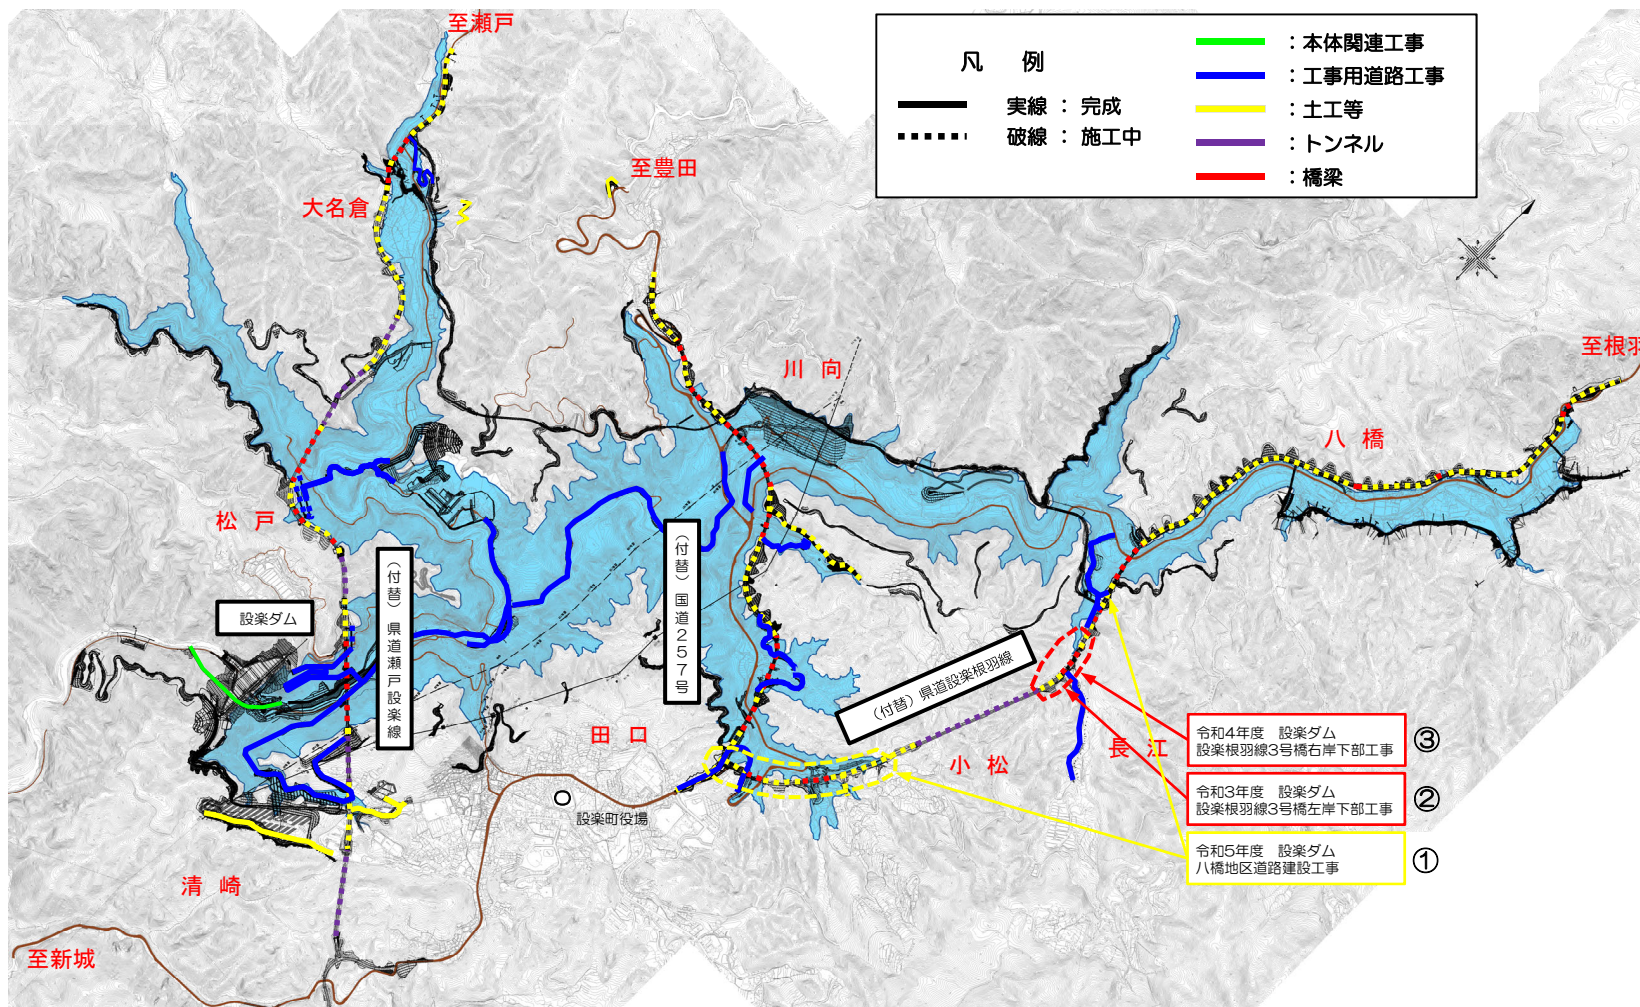 至瀬戸
凡 例
実線 ： 完成
破線 ： 施工中
：本体関連工事
：工事用道路工事
：土工等
：トンネル
：橋梁
至豊田
大名倉
川 向
至根羽
八 橋
松 戸
設楽ダム
（付替）県道瀬戸設楽線
（付替）国道２５７号
（付替）県道設楽根羽線
田 口
小 松
長 江
設楽町役場
令和4年度 設楽ダム
設楽根羽線3号橋右岸下部工事
③
令和3年度 設楽ダム
設楽根羽線3号橋左岸下部工事
②
令和5年度 設楽ダム
八橋地区道路建設工事
①
清 崎
至新城